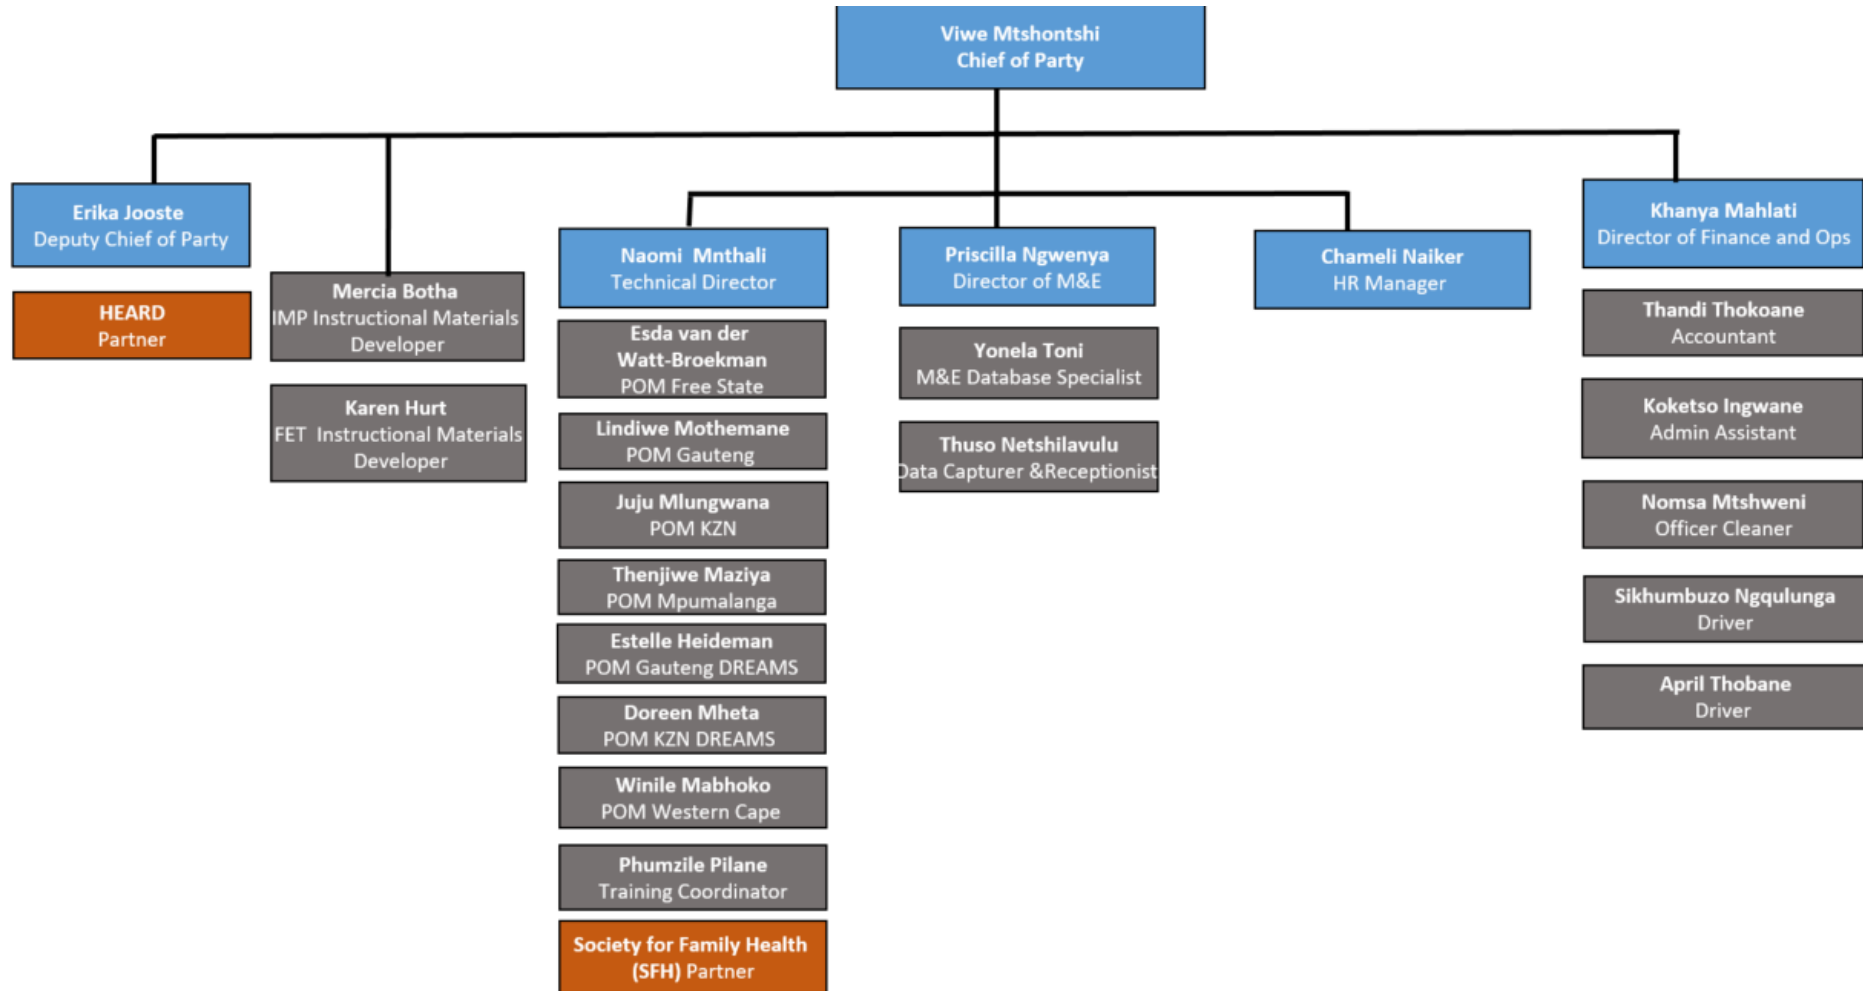 Viwe Mtshontshi
Chief of Party
Erika Jooste
Deputy Chief of Party
HEARD
Partner
Mercia Botha
IMP Instructional Materials
Developer
Karen Hurt
FET Instructional Materials
Developer
Naomi Mnthali
Technical Director
Esda van der
Watt-Broekman
POM Free State
Lindiwe Mothemane
POM Gauteng
Juju Mlungwana
POM KZN
Thenjiwe Maziya
POM Mpumalanga
Estelle Heideman
POM Gauteng DREAMS
Doreen Mheta
POM KZN DREAMS
Winile Mabhoko
POM Western Cape
Phumzile Pilane
Training Coordinator
Society for Family Health
(SFH) Partner
Priscilla Ngwenya
Director of M&E
Yonela Toni
M&E Database Specialist
Thuso Netshilavulu
Data Capturer &Receptionist
Chameli Naiker
HR Manager
Khanya Mahlati
Director of Finance and Ops
Thandi Thokoane
Accountant
Koketso Ingwane
Admin Assistant
Nomsa Mtshweni
Officer Cleaner
Sikhumbuzo Ngqulunga
Driver
April Thobane
Driver